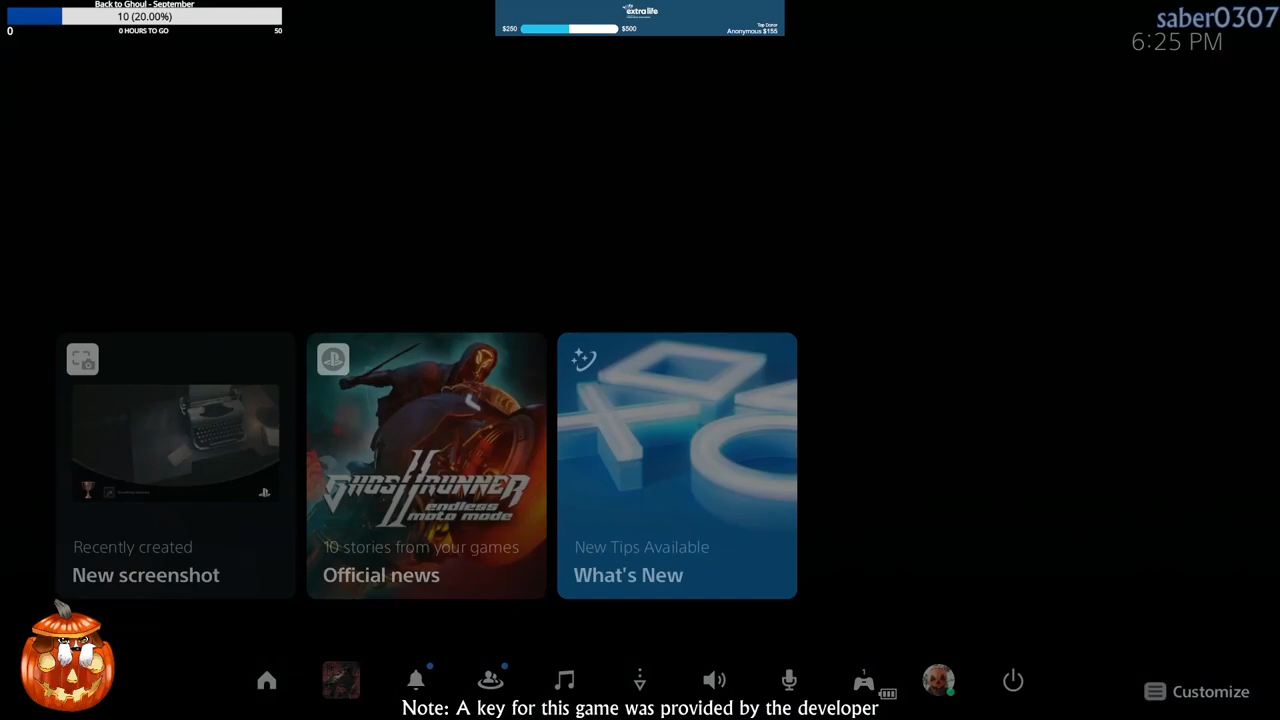 Back to Ghoul - September
10 (20.00%)
0
0 HOURS TO GO
50
extralife
$250
$500
Top Donor
Anonymous $155
saber0307
6:25 PM
GHOSTRUNNER
II
endless
moto mode
Recently created
New screenshot
10 stories from your games
Official news
New Tips Available
What's New
Customize
Note: A key for this game was provided by the developer